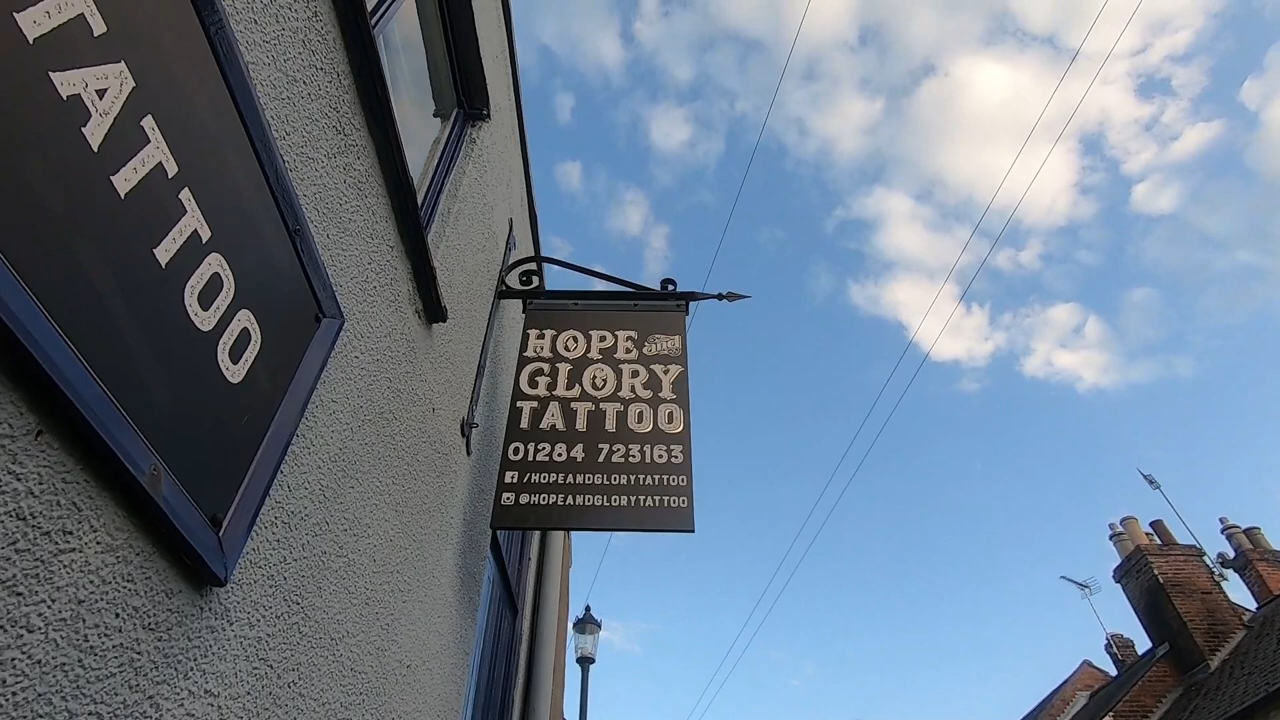 TATTOO
HOPE and
GLORY
TATTOO
01284 723163
/HOPEANDGLORYTATTOO
@HOPEANDGLORYTATTOO